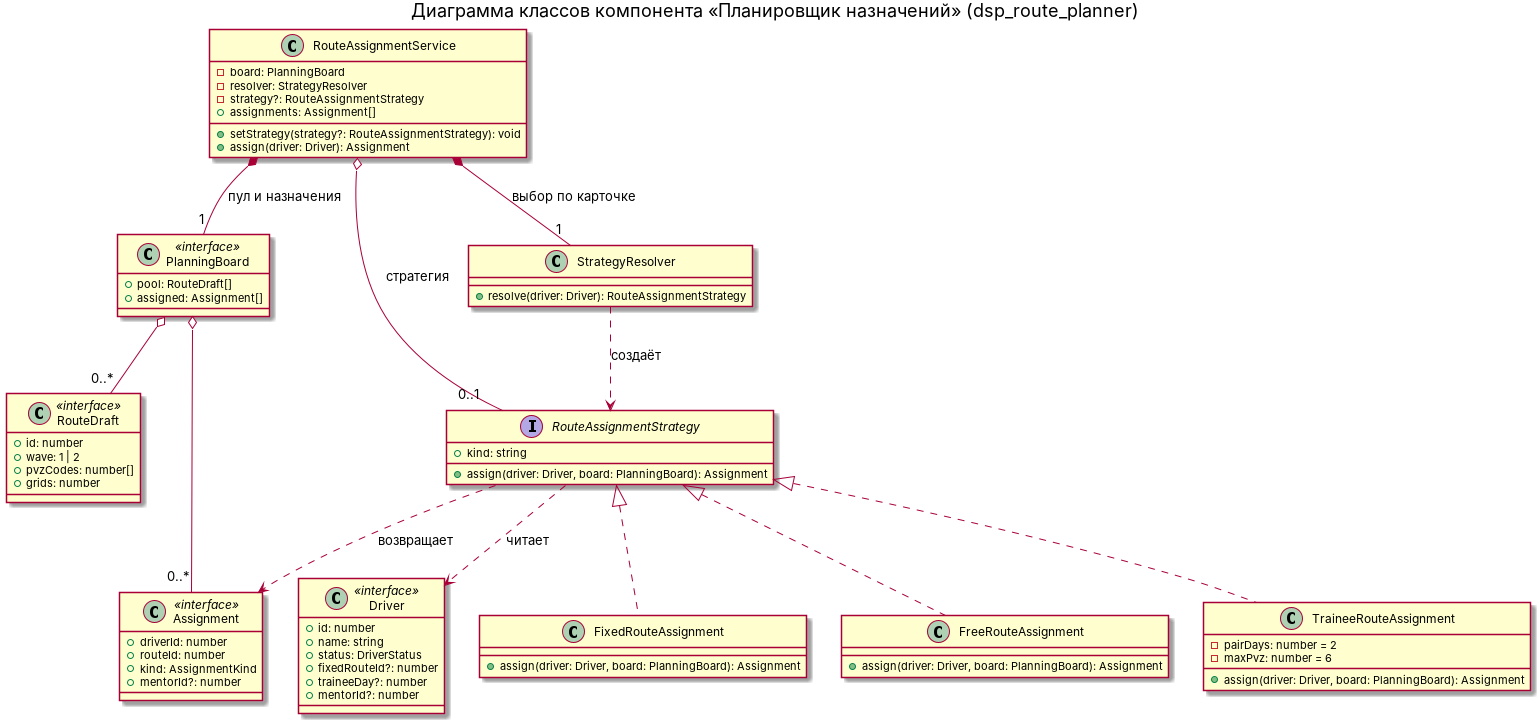 Диаграмма классов компонента «Планировщик назначений» (dsp_route_planner)
C RouteAssignmentService
board: PlanningBoard
resolver: StrategyResolver
strategy?: RouteAssignmentStrategy
assignments: Assignment[]
setStrategy(strategy?: RouteAssignmentStrategy): void
assign(driver: Driver): Assignment
пул и назначения
выбор по карточке
1
1
стратегия
C «interface»
PlanningBoard
pool: RouteDraft[]
assigned: Assignment[]
C StrategyResolver
resolve(driver: Driver): RouteAssignmentStrategy
создаёт
0..*
0..1
C «interface»
RouteDraft
id: number
wave: 1 | 2
pvzCodes: number[]
grids: number
I RouteAssignmentStrategy
kind: string
assign(driver: Driver, board: PlanningBoard): Assignment
возвращает
читает
0..*
C «interface»
Assignment
driverId: number
routeId: number
kind: AssignmentKind
mentorId?: number
C «interface»
Driver
id: number
name: string
status: DriverStatus
fixedRouteId?: number
traineeDay?: number
mentorId?: number
C FixedRouteAssignment
assign(driver: Driver, board: PlanningBoard): Assignment
C FreeRouteAssignment
assign(driver: Driver, board: PlanningBoard): Assignment
C TraineeRouteAssignment
pairDays: number = 2
maxPvz: number = 6
assign(driver: Driver, board: PlanningBoard): Assignment